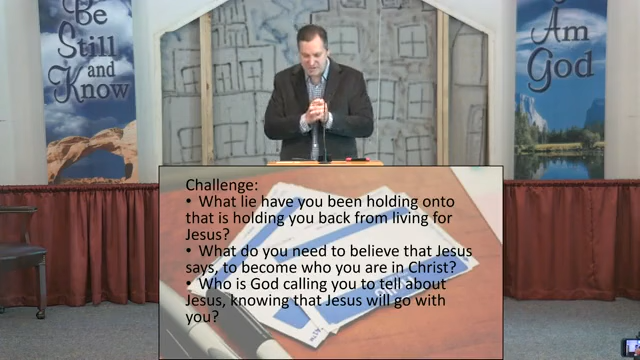 Be
Still
and
Know
I
Am
God
Challenge:
• What lie have you been holding onto
that is holding you back from living for
Jesus?
• What do you need to believe that Jesus
says, to become who you are in Christ?
• Who is God calling you to tell about
Jesus, knowing that Jesus will go with
you?